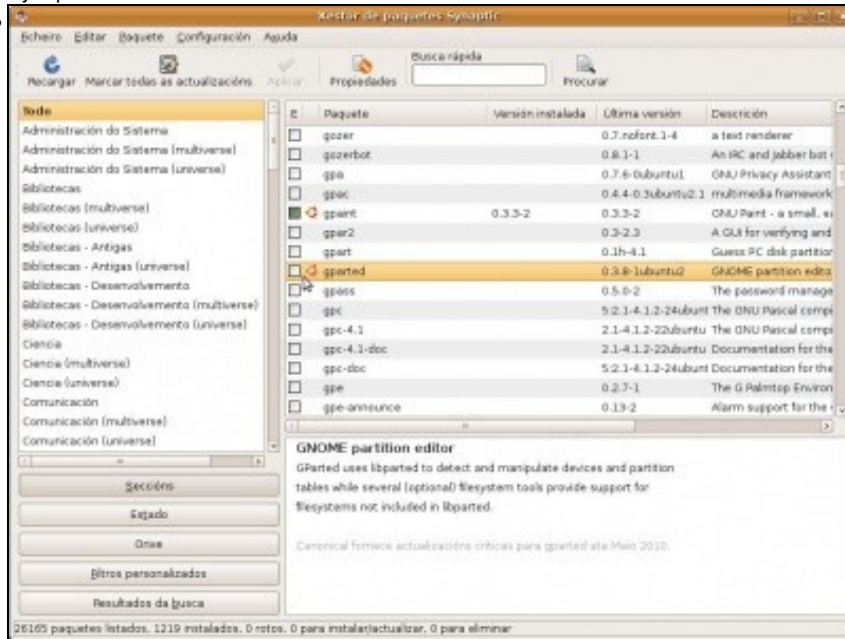 Xestor de paquetes Synaptic
Echeiro Editar Paquete Configuración Axuda
Busca rápida
Recargar Marcar todas as actualizacións Aplicar Propiedades Procurar
Todo
Administración do Sistema
Administración do Sistema (multiverse)
Administración do Sistema (universe)
Bibliotecas
Bibliotecas (multiverse)
Bibliotecas (universe)
Bibliotecas - Antigas
Bibliotecas - Antigas (universe)
Bibliotecas - Desenvolvemento
Bibliotecas - Desenvolvemento (multiverse)
Bibliotecas - Desenvolvemento (universe)
Ciencia
Ciencia (multiverse)
Ciencia (universe)
Comunicación
Comunicación (multiverse)
Comunicación (universe)
Seccións
Estado
Orixe
Filtros personalizados
Resultados da busca
E Paquete Versión instalada Última versión Descrición
gozer 0.7.nofont.1-4 a text renderer
gozerbot 0.8.1-1 An IRC and Jabber bot
gpa 0.7.6-0ubuntu1 GNU Privacy Assistant
gpac 0.4.4-0.3ubuntu2.1 multimedia framework
gpaint 0.3.3-2 0.3.3-2 GNU Paint - a small, ea
gpar2 0.3-2.3 A GUI for verifying and
gpart 0.1h-4.1 Guess PC disk partition
gparted 0.3.8-1ubuntu2 GNOME partition edito
gpass 0.5.0-2 The password manage
gpc 5:2.1-4.1.2-24ubunt The GNU Pascal compi
gpc-4.1 2.1-4.1.2-22ubuntu The GNU Pascal compi
gpc-4.1-doc 2.1-4.1.2-22ubuntu Documentation for the
gpc-doc 5:2.1-4.1.2-24ubunt Documentation for the
gpe 0.2.7-1 The G Palmtop Environ
gpe-announce 0.13-2 Alarm support for the
GNOME partition editor
GParted uses libparted to detect and manipulate devices and partition
tables while several (optional) filesystem tools provide support for
filesystems not included in libparted.
Canonical fornece actualizacións críticas para gparted ata Maio 2010.
26165 paquetes listados, 1219 instalados, 0 rotos. 0 para instalar/actualizar, 0 para eliminar